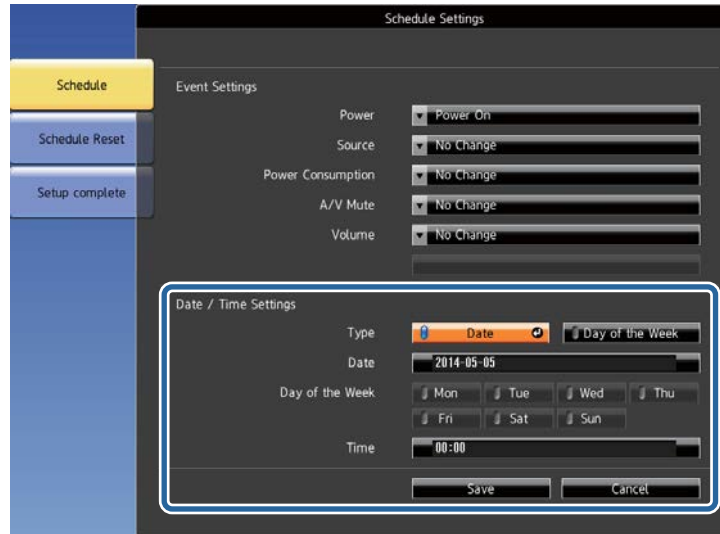 Schedule Settings
Schedule
Schedule Reset
Setup complete
Event Settings
Power Power On
Source No Change
Power Consumption No Change
A/V Mute No Change
Volume No Change
Date / Time Settings
Type Date Day of the Week
Date 2014-05-05
Day of the Week Mon Tue Wed Thu
Fri Sat Sun
Time 00:00
Save Cancel